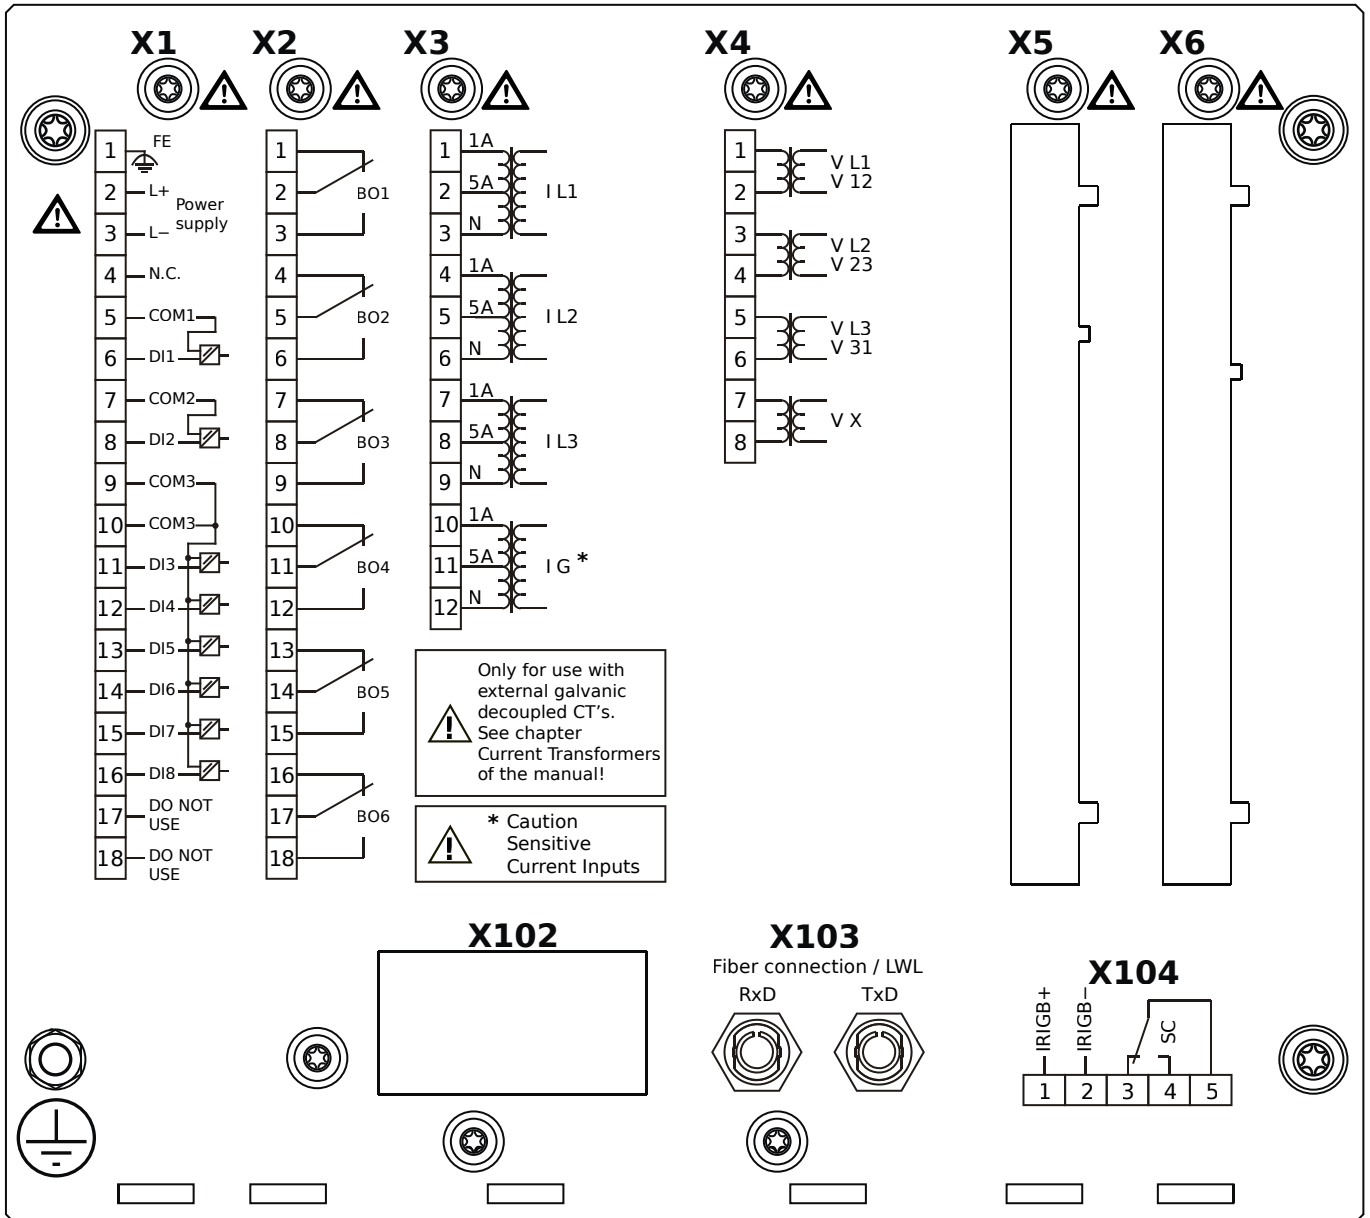 X1
X2
X3
X4
X5
X6
1
FE
2
L+
Power
supply
3
L−
4
N.C.
5
COM1
6
DI1
7
COM2
8
DI2
9
COM3
10
COM3
11
DI3
12
DI4
13
DI5
14
DI6
15
DI7
16
DI8
17
DO NOT
USE
18
DO NOT
USE
1
2
BO1
3
4
5
BO2
6
7
8
BO3
9
10
11
BO4
12
13
14
BO5
15
16
17
BO6
18
1
1A
2
5A
I L1
3
N
4
1A
5
5A
I L2
6
N
7
1A
8
5A
I L3
9
N
10
1A
11
5A
I G *
12
N
Only for use with
external galvanic
decoupled CT's.
See chapter
Current Transformers
of the manual!
* Caution
Sensitive
Current Inputs
1
V L1
2
V 12
3
V L2
4
V 23
5
V L3
6
V 31
7
V X
8
X102
X103
Fiber connection / LWL
RxD
TxD
X104
IRIGB+
IRIGB−
SC
1
2
3
4
5